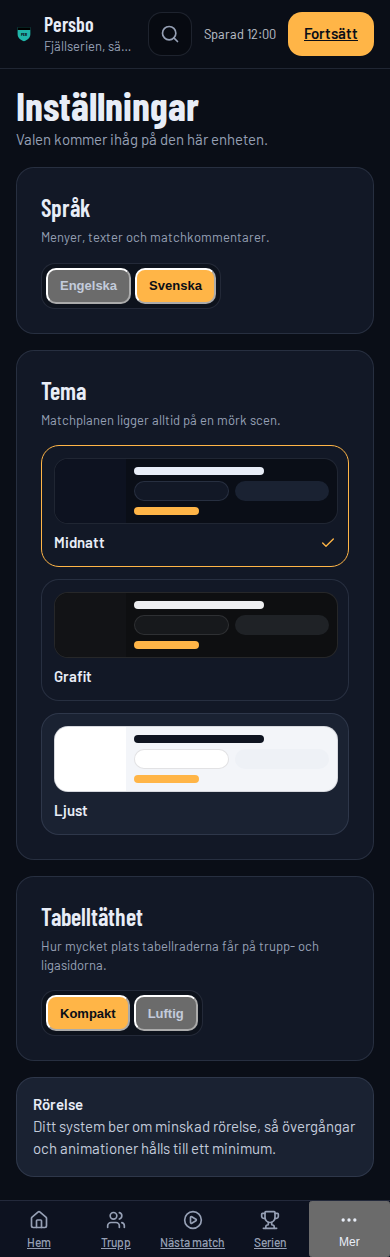 Persbo
Fjällserien, sä...
Sparad 12:00
Fortsätt
Inställningar
Valen kommer ihåg på den här enheten.
Språk
Menyer, texter och matchkommentarer.
Engelska
Svenska
Tema
Matchplanen ligger alltid på en mörk scen.
Midnatt
Grafit
Ljust
Tabelltäthet
Hur mycket plats tabellraderna får på trupp- och
ligasidorna.
Kompakt
Luftig
Rörelse
Ditt system ber om minskad rörelse, så övergångar
och animationer hålls till ett minimum.
Hem
Trupp
Nästa match
Serien
Mer